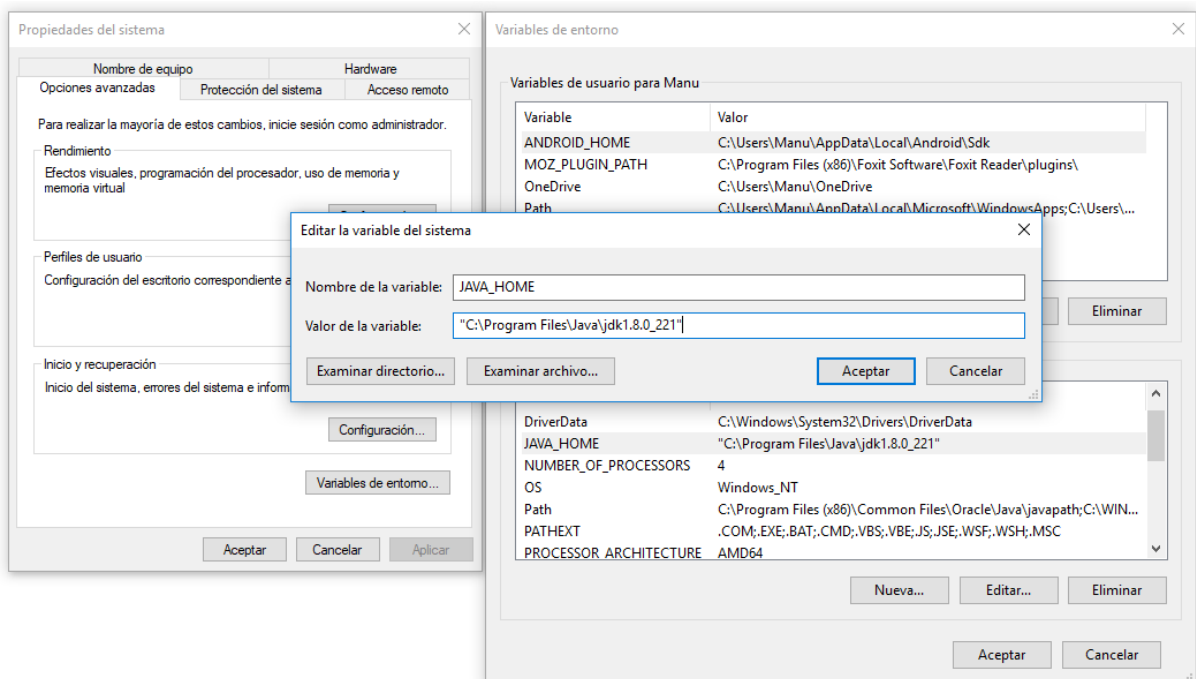 Propiedades del sistema
Nombre de equipo Hardware
Opciones avanzadas Protección del sistema Acceso remoto
Para realizar la mayoría de estos cambios, inicie sesión como administrador.
Rendimiento
Efectos visuales, programación del procesador, uso de memoria y
memoria virtual
Perfiles de usuario
Configuración del escritorio correspondiente a
Inicio y recuperación
Inicio del sistema, errores del sistema e inform
Configuración...
Variables de entorno...
Aceptar Cancelar Aplicar
Editar la variable del sistema
Nombre de la variable: JAVA_HOME
Valor de la variable: "C:\Program Files\Java\jdk1.8.0_221"
Examinar directorio... Examinar archivo... Aceptar Cancelar
Variables de entorno
Variables de usuario para Manu
Variable Valor
ANDROID_HOME C:\Users\Manu\AppData\Local\Android\Sdk
MOZ_PLUGIN_PATH C:\Program Files (x86)\Foxit Software\Foxit Reader\plugins\
OneDrive C:\Users\Manu\OneDrive
Path C:\Users\Manu\AppData\Local\Microsoft\WindowsApps;C:\Users\...
Eliminar
DriverData C:\Windows\System32\Drivers\DriverData
JAVA_HOME "C:\Program Files\Java\jdk1.8.0_221"
NUMBER_OF_PROCESSORS 4
OS Windows_NT
Path C:\Program Files (x86)\Common Files\Oracle\Java\javapath;C:\WIN...
PATHEXT .COM;.EXE;.BAT;.CMD;.VBS;.VBE;.JS;.JSE;.WSF;.WSH;.MSC
PROCESSOR_ARCHITECTURE AMD64
Nueva... Editar... Eliminar
Aceptar Cancelar